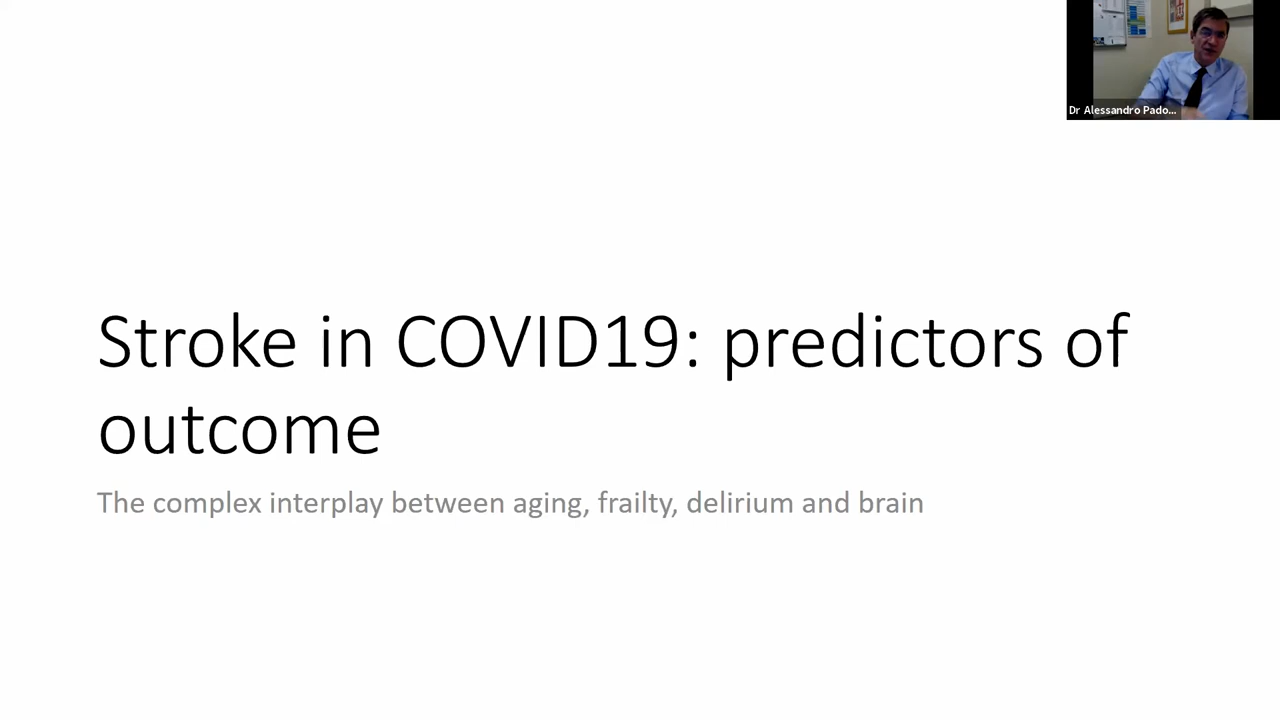 Dr Alessandro Pado...
Stroke in COVID19: predictors of
outcome
The complex interplay between aging, frailty, delirium and brain